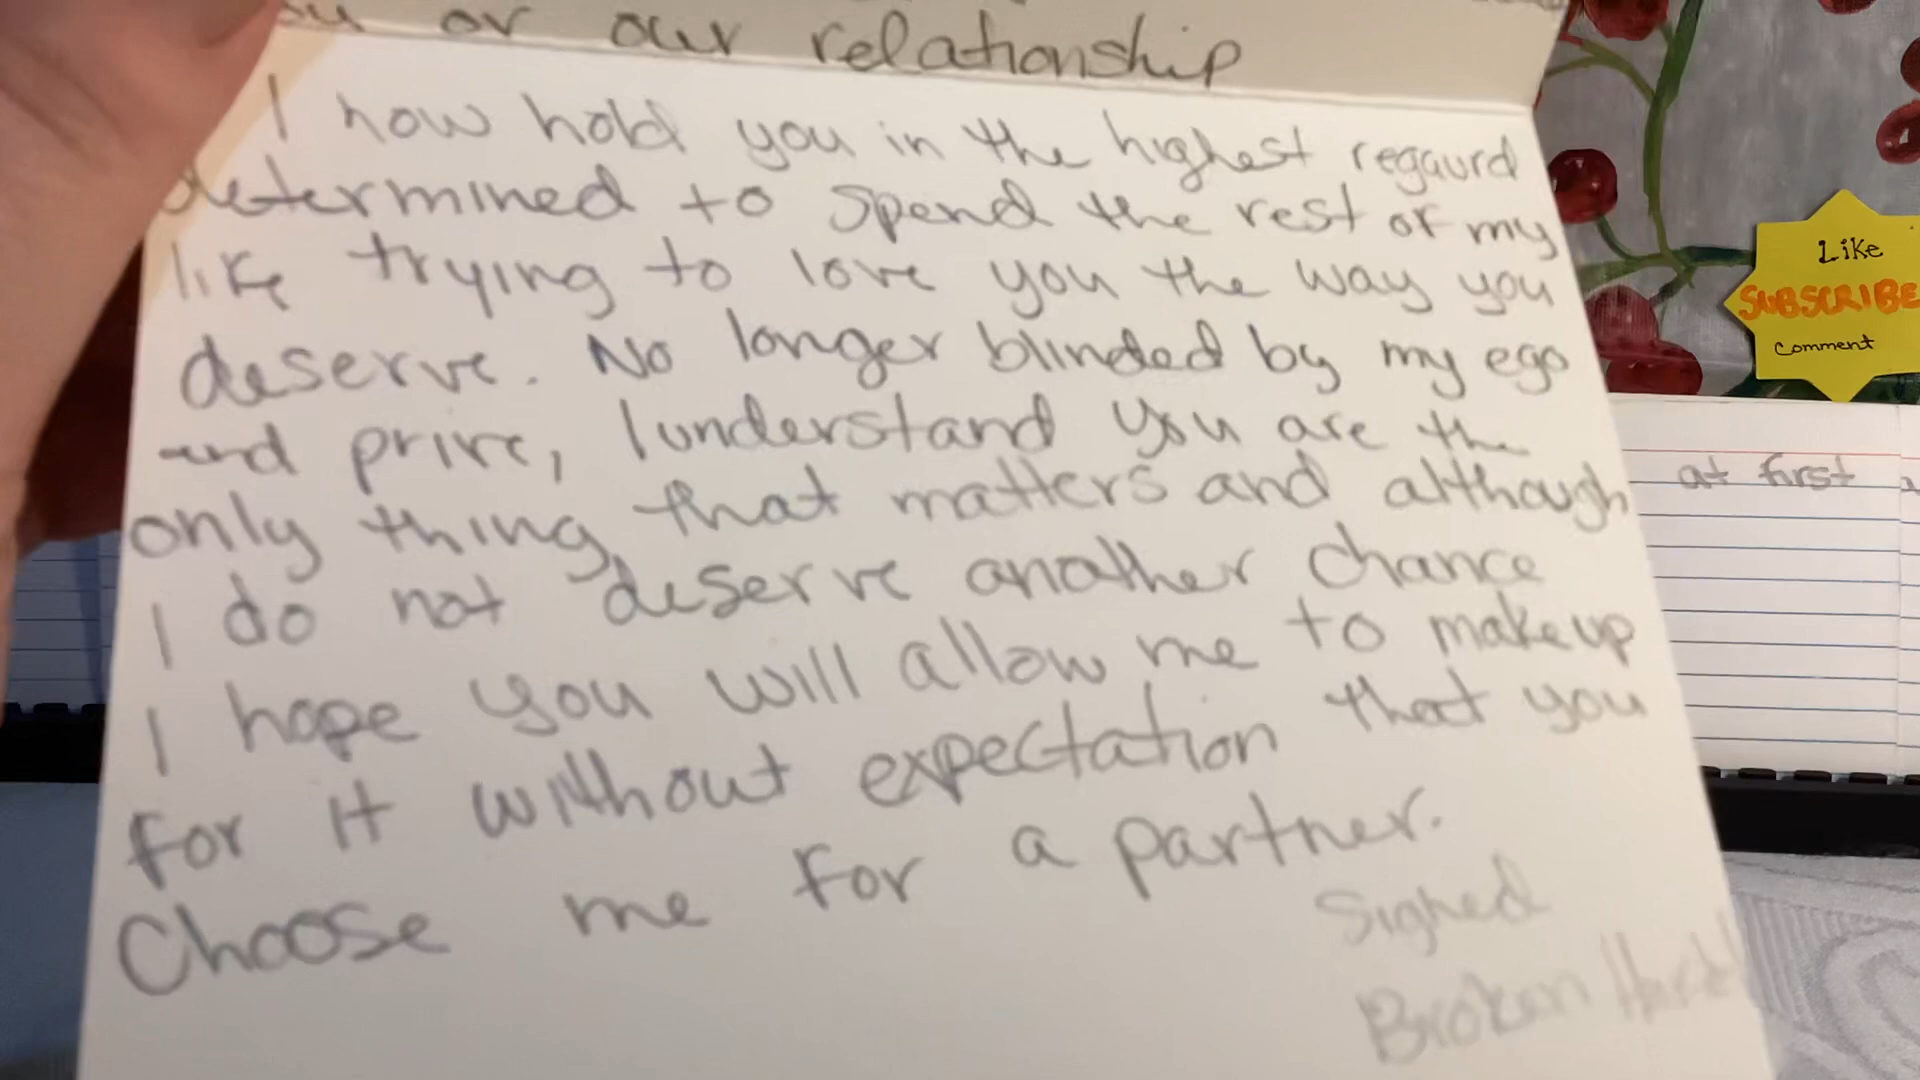 or our relationship
I now hold you in the highest regaurd
determined to spend the rest of my
life trying to love you the way you
deserve. No longer blinded by my ego
and price, I understand you are the
only thing that matters and although
I do not deserve another chance
I hope you will allow me to makeup
for it without expectation that you
Choose me for a partner.
Signed
Broken
Like
SUBSCRIBE
Comment
at first